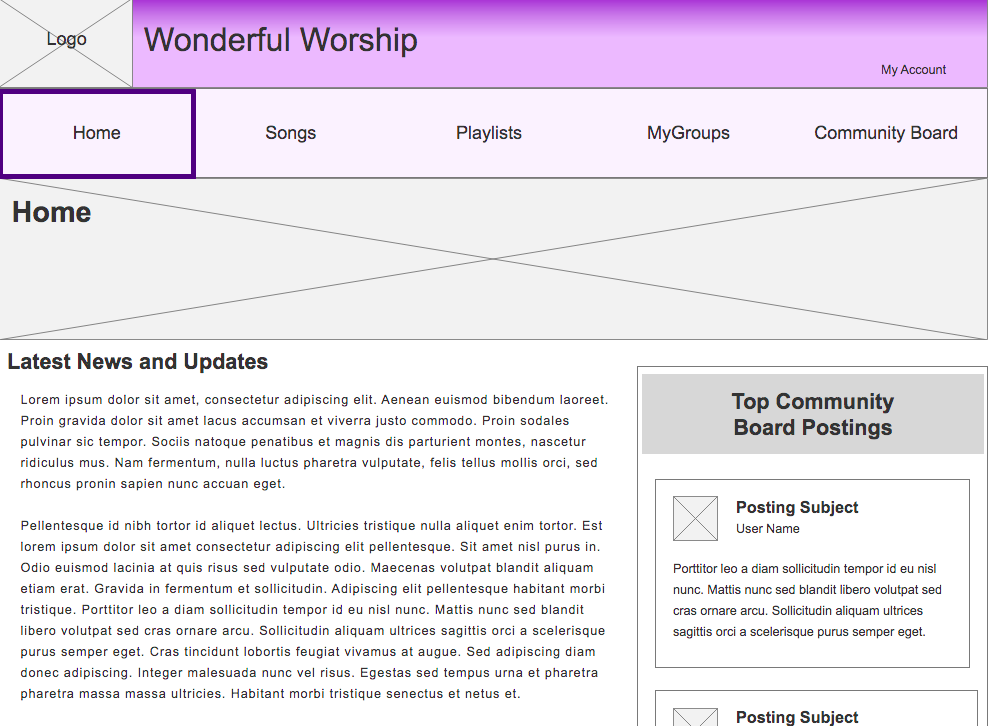 Logo
Wonderful Worship
My Account
Home
Songs
Playlists
MyGroups
Community Board
Home
Latest News and Updates
Lorem ipsum dolor sit amet, consectetur adipiscing elit. Aenean euismod bibendum laoreet.
Proin gravida dolor sit amet lacus accumsan et viverra justo commodo. Proin sodales
pulvinar sic tempor. Sociis natoque penatibus et magnis dis parturient montes, nascetur
ridiculus mus. Nam fermentum, nulla luctus pharetra vulputate, felis tellus mollis orci, sed
rhoncus pronin sapien nunc accuan eget.
Pellentesque id nibh tortor id aliquet lectus. Ultricies tristique nulla aliquet enim tortor. Est
lorem ipsum dolor sit amet consectetur adipiscing elit pellentesque. Sit amet nisl purus in.
Odio euismod lacinia at quis risus sed vulputate odio. Maecenas volutpat blandit aliquam
etiam erat. Gravida in fermentum et sollicitudin. Adipiscing elit pellentesque habitant morbi
tristique. Porttitor leo a diam sollicitudin tempor id eu nisl nunc. Mattis nunc sed blandit
libero volutpat sed cras ornare arcu. Sollicitudin aliquam ultrices sagittis orci a scelerisque
purus semper eget. Cras tincidunt lobortis feugiat vivamus at augue. Sed adipiscing diam
donec adipiscing. Integer malesuada nunc vel risus. Egestas sed tempus urna et pharetra
pharetra massa massa ultricies. Habitant morbi tristique senectus et netus et.
Top Community
Board Postings
Posting Subject
User Name
Porttitor leo a diam sollicitudin tempor id eu nisl
nunc. Mattis nunc sed blandit libero volutpat sed
cras ornare arcu. Sollicitudin aliquam ultrices
sagittis orci a scelerisque purus semper eget.
Posting Subject